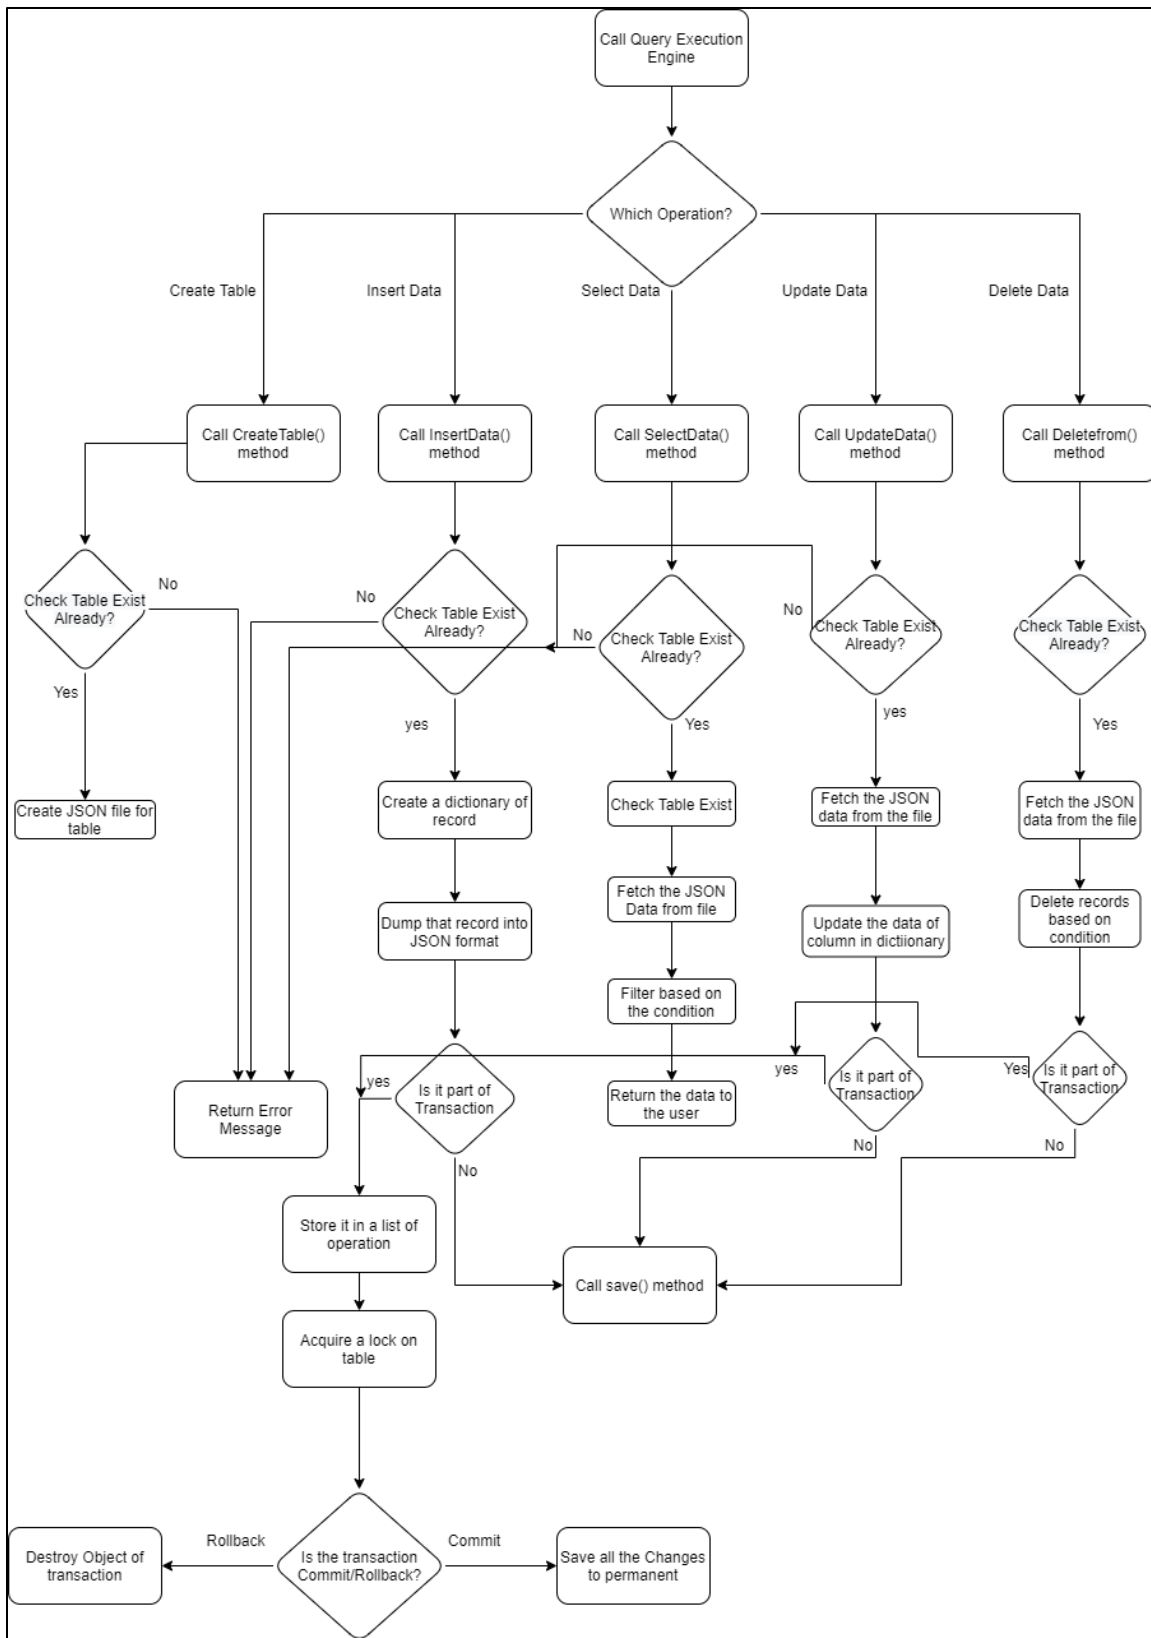 Call Query Execution
Engine
Which Operation?
Create Table
Insert Data
Select Data
Update Data
Delete Data
Call CreateTable()
method
Call InsertData()
method
Call SelectData()
method
Call UpdateData()
method
Call Deletefrom()
method
Check Table Exist
Already?
No
Check Table Exist
Already?
No
Check Table Exist
Already?
No
Check Table Exist
Already?
No
Check Table Exist
Already?
Yes
yes
Yes
yes
Yes
Create JSON file for
table
Create a dictionary of
record
Check Table Exist
Fetch the JSON
data from the file
Fetch the JSON
data from the file
Dump that record into
JSON format
Fetch the JSON
Data from file
Update the data of
column in dictiionary
Delete records
based on
condition
Filter based on
the condition
Return Error
Message
yes
Is it part of
Transaction
Return the data to
the user
yes
Is it part of
Transaction
Yes
Is it part of
Transaction
No
No
No
Store it in a list of
operation
Call save() method
Acquire a lock on
table
Destroy Object of
transaction
Rollback
Is the transaction
Commit/Rollback?
Commit
Save all the Changes
to permanent